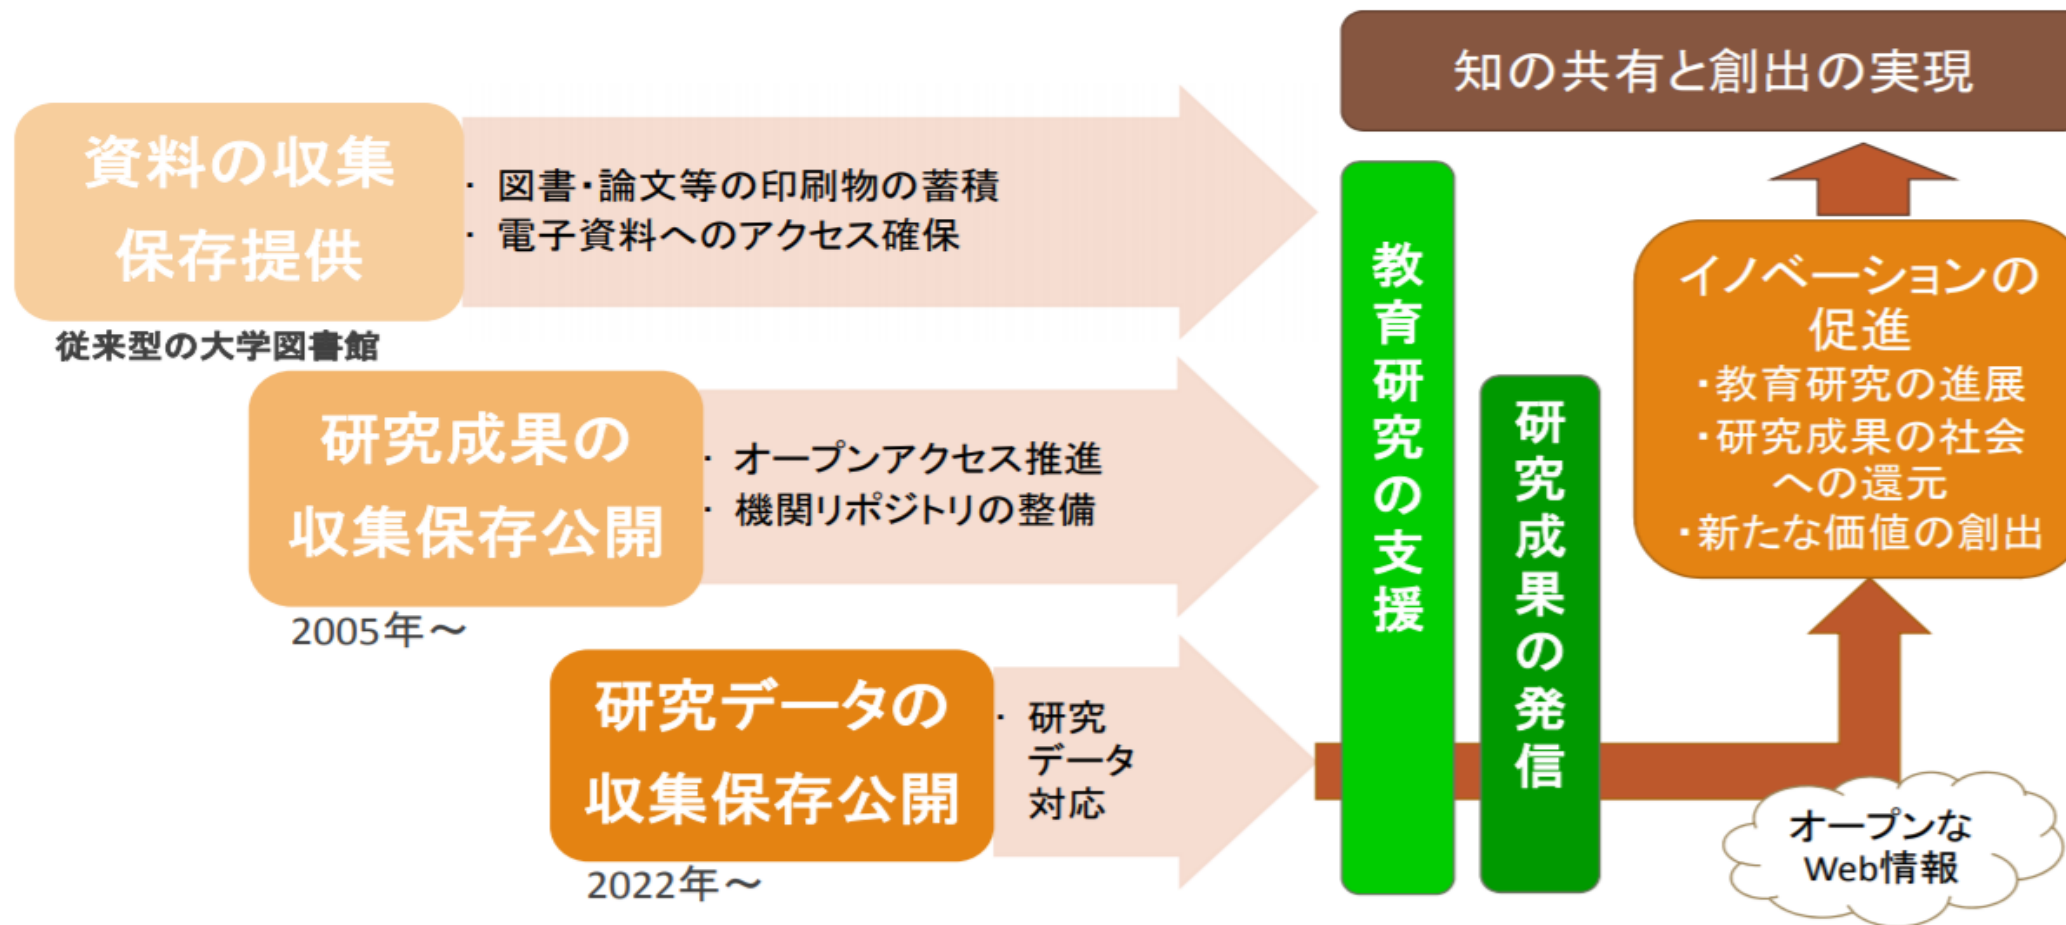 知の共有と創出の実現
資料の収集
保存提供
・ 図書・論文等の印刷物の蓄積
・ 電子資料へのアクセス確保
従来型の大学図書館
研究成果の
収集保存公開
・ オープンアクセス推進
・ 機関リポジトリの整備
2005年～
研究データの
収集保存公開
・ 研究
データ
対応
2022年～
教育研究の支援
研究成果の発信
イノベーションの
促進
・教育研究の進展
・研究成果の社会
への還元
・新たな価値の創出
オープンな
Web情報